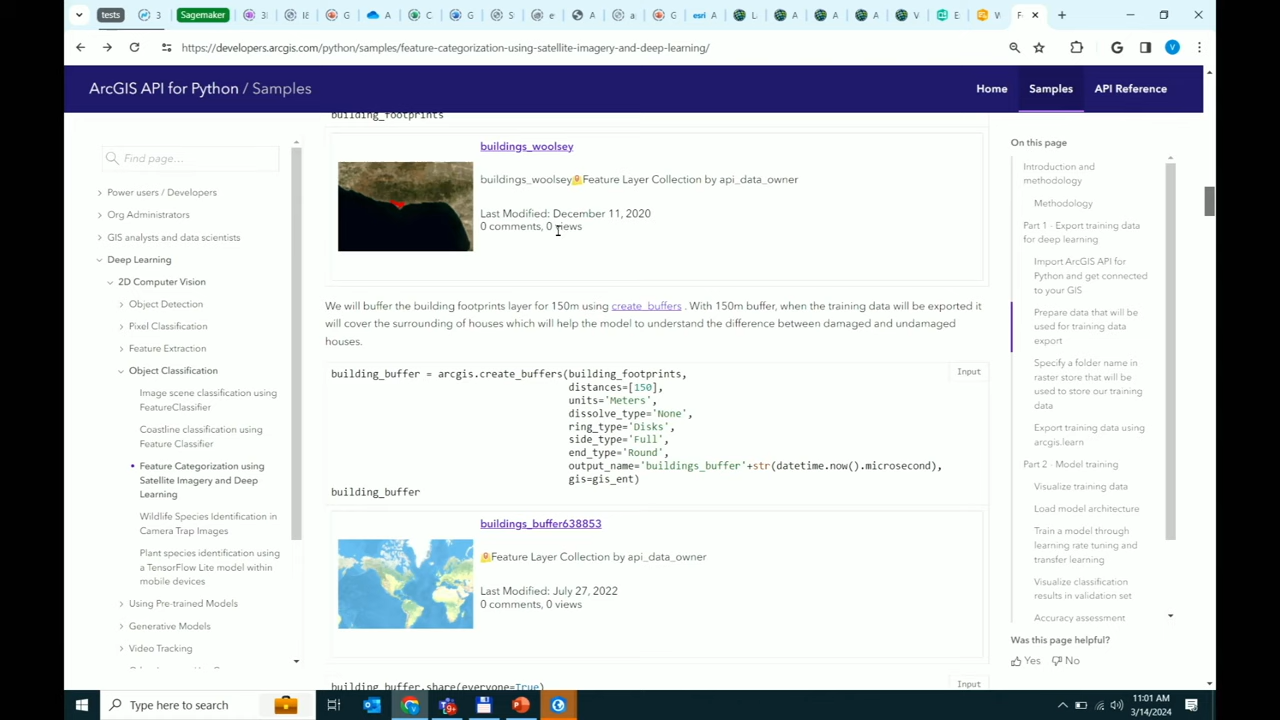 tests
3
Sagemaker
https://developers.arcgis.com/python/samples/feature-categorization-using-satellite-imagery-and-deep-learning/
ArcGIS API for Python / Samples
Home
Samples
API Reference
Find page...
Power users / Developers
Org Administrators
GIS analysts and data scientists
Deep Learning
2D Computer Vision
Object Detection
Pixel Classification
Feature Extraction
Object Classification
Image scene classification using
FeatureClassifier
Coastline classification using
Feature Classifier
Feature Categorization using
Satellite Imagery and Deep
Learning
Wildlife Species Identification in
Camera Trap Images
Plant species identification using
a TensorFlow Lite model within
mobile devices
Using Pre-trained Models
Generative Models
Video Tracking
building_footprints
buildings_woolsey
buildings_woolsey Feature Layer Collection by api_data_owner
Last Modified: December 11, 2020
0 comments, 0 views
We will buffer the building footprints layer for 150m using create_buffers . With 150m buffer, when the training data will be exported it
will cover the surrounding of houses which will help the model to understand the difference between damaged and undamaged
houses.
Input
building_buffer = arcgis.create_buffers(building_footprints,
distances=[150],
units='Meters',
dissolve_type='None',
ring_type='Disks',
side_type='Full',
end_type='Round',
output_name='buildings_buffer'+str(datetime.now().microsecond),
gis=gis_ent)
building_buffer
buildings_buffer638853
Feature Layer Collection by api_data_owner
Last Modified: July 27, 2022
0 comments, 0 views
building_buffer.share(everyone=True)
Input
On this page
Introduction and
methodology
Methodology
Part 1 - Export training data
for deep learning
Import ArcGIS API for
Python and get connected
to your GIS
Prepare data that will be
used for training data
export
Specify a folder name in
raster store that will be
used to store our training
data
Export training data using
arcgis.learn
Part 2 - Model training
Visualize training data
Load model architecture
Train a model through
learning rate tuning and
transfer learning
Visualize classification
results in validation set
Accuracy assessment
Was this page helpful?
Yes
No
Type here to search
11:01 AM
3/14/2024